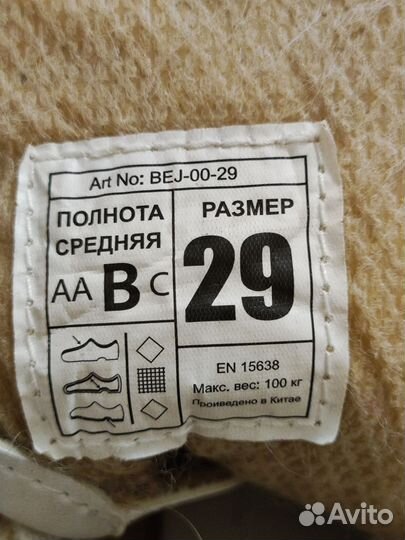 Art No: BEJ-00-29
ПОЛНОТА
СРЕДНЯЯ
AA B C
РАЗМЕР
29
EN 15638
Макс. вес: 100 кг
Проиведено в Китае
Avito